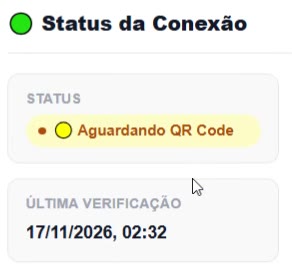 Status da Conexão
STATUS
Aguardando QR Code
ÚLTIMA VERIFICAÇÃO
17/11/2026, 02:32